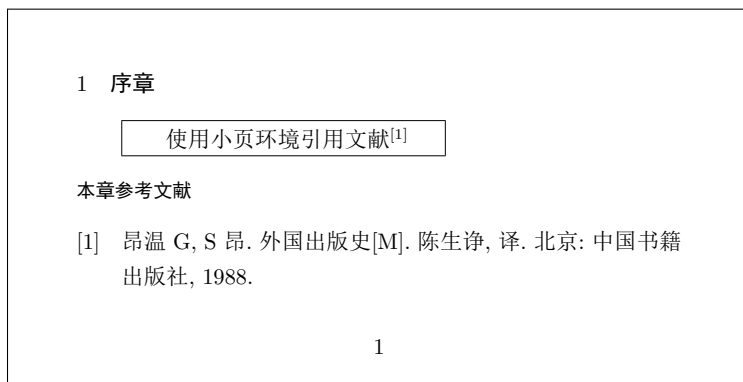 1 序章
使用小页环境引用文献[1]
本章参考文献
[1] 昂温 G, S 昂. 外国出版史[M]. 陈生诤, 译. 北京: 中国书籍
出版社, 1988.
1